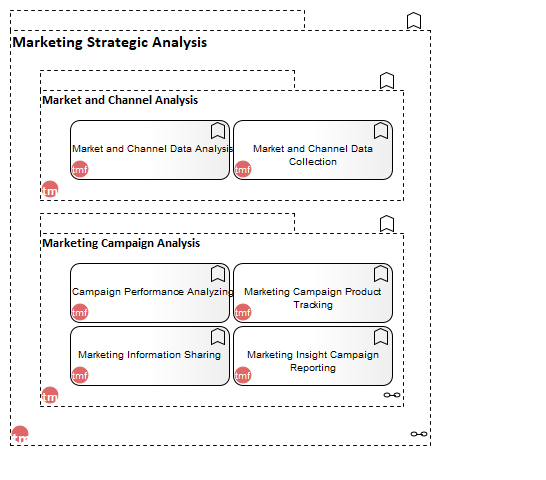 Marketing Strategic Analysis
Market and Channel Analysis
Market and Channel Data Analysis
tmf
Market and Channel Data
Collection
tmf
tm
Marketing Campaign Analysis
Campaign Performance Analyzing
tmf
Marketing Campaign Product
Tracking
tmf
Marketing Information Sharing
tmf
Marketing Insight Campaign
Reporting
tmf
tm
tm